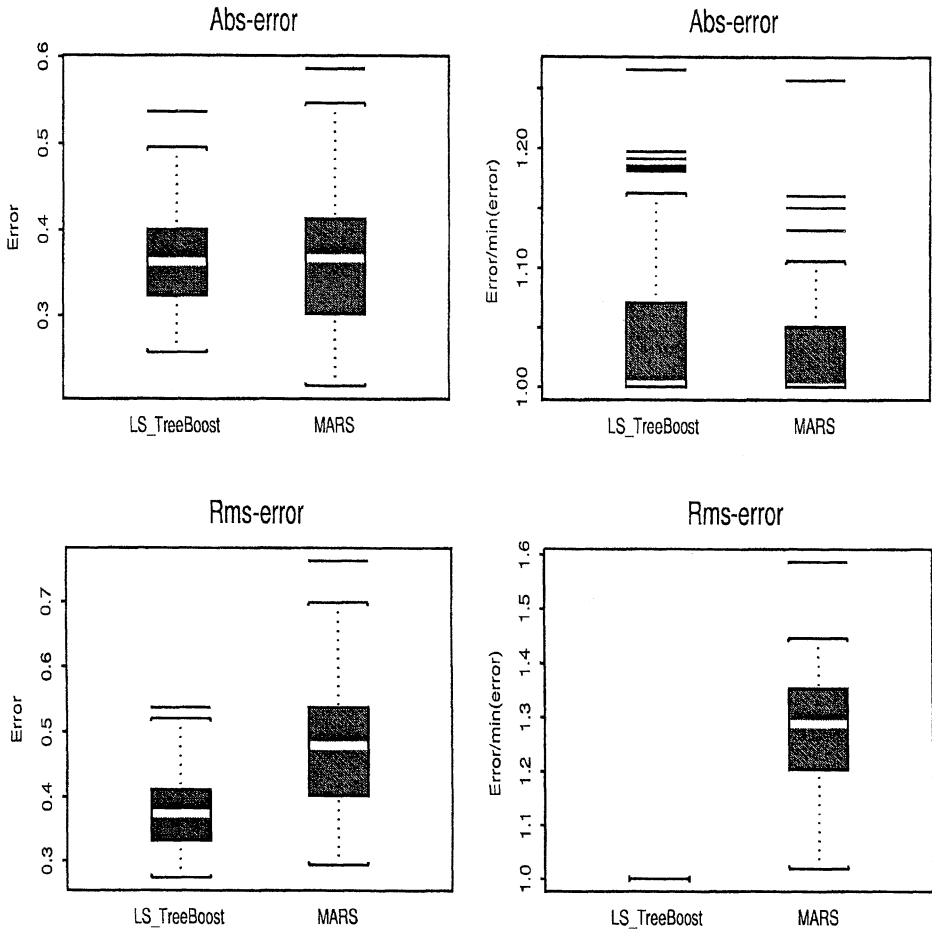 Abs-error
Error
0.6
0.5
0.4
0.3
LS_TreeBoost
MARS
Abs-error
Error/min(error)
1.20
1.10
1.00
LS_TreeBoost
MARS
Rms-error
Error
0.7
0.6
0.5
0.4
0.3
LS_TreeBoost
MARS
Rms-error
Error/min(error)
1.6
1.5
1.4
1.3
1.2
1.1
1.0
LS_TreeBoost
MARS